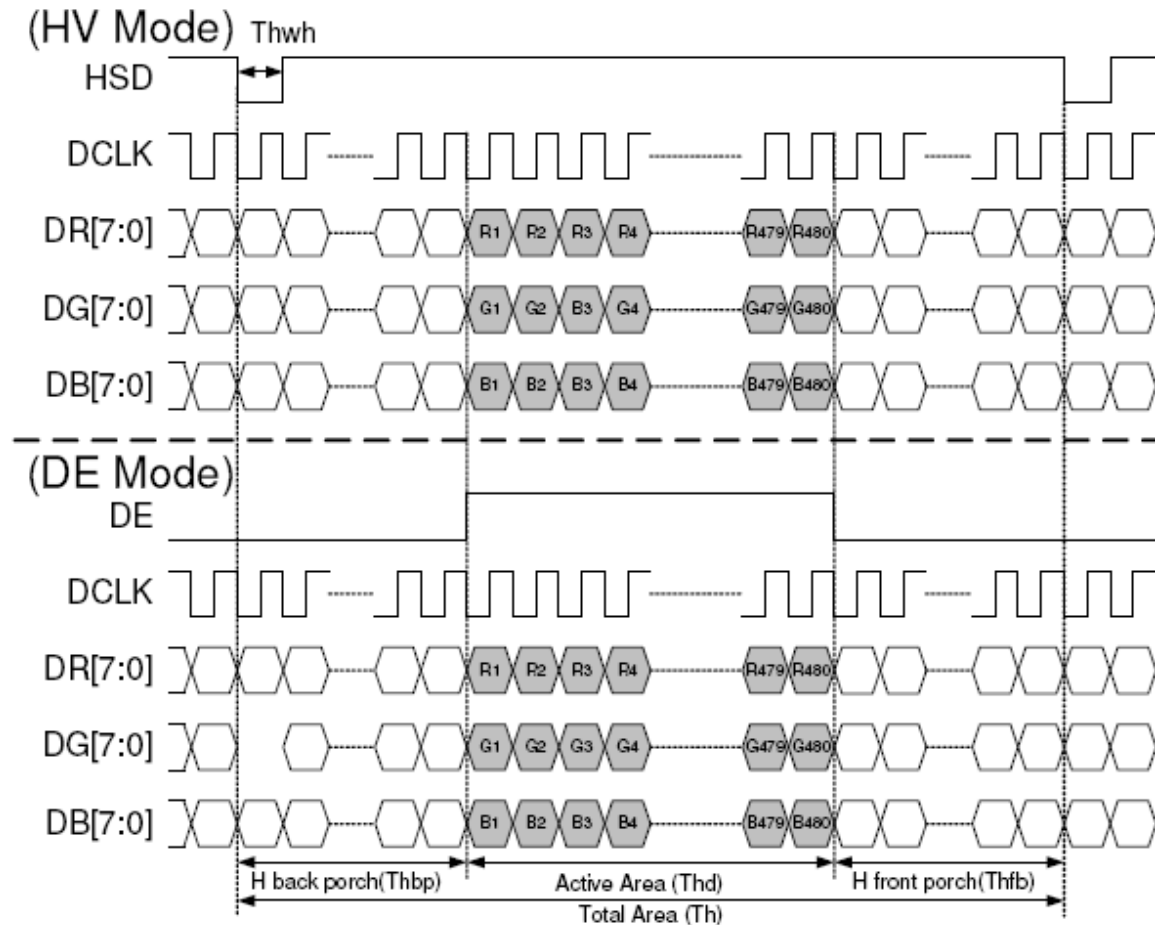 (HV Mode) Thwh
HSD
DCLK
DR[7:0] R1 R2 R3 R4 R479 R480
DG[7:0] G1 G2 B3 G4 G479 G480
DB[7:0] B1 B2 B3 B4 B479 B480
(DE Mode)
DE
DCLK
DR[7:0] R1 R2 R3 R4 R479 R480
DG[7:0] G1 G2 G3 G4 G479 G480
DB[7:0] B1 B2 B3 B4 B479 B480
H back porch(Thbp) Active Area (Thd) H front porch(Thfb)
Total Area (Th)